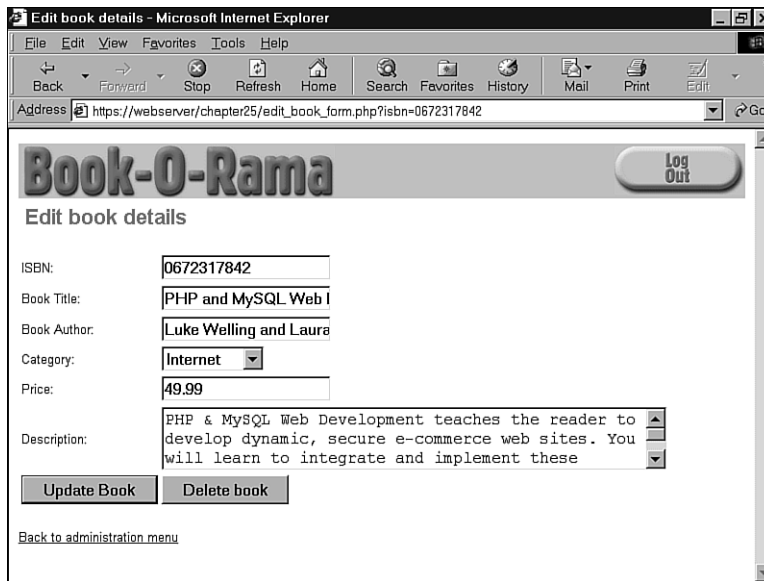 Edit book details - Microsoft Internet Explorer
File Edit View Favorites Tools Help
Back Forward Stop Refresh Home Search Favorites History Mail Print Edit
Address https://webserver/chapter25/edit_book_form.php?isbn=0672317842 Go
Book-O-Rama Log Out
Edit book details
ISBN: 0672317842
Book Title: PHP and MySQL Web
Book Author: Luke Welling and Laura
Category: Internet
Price: 49.99
Description: PHP & MySQL Web Development teaches the reader to
develop dynamic, secure e-commerce web sites. You
will learn to integrate and implement these
Update Book Delete book
Back to administration menu